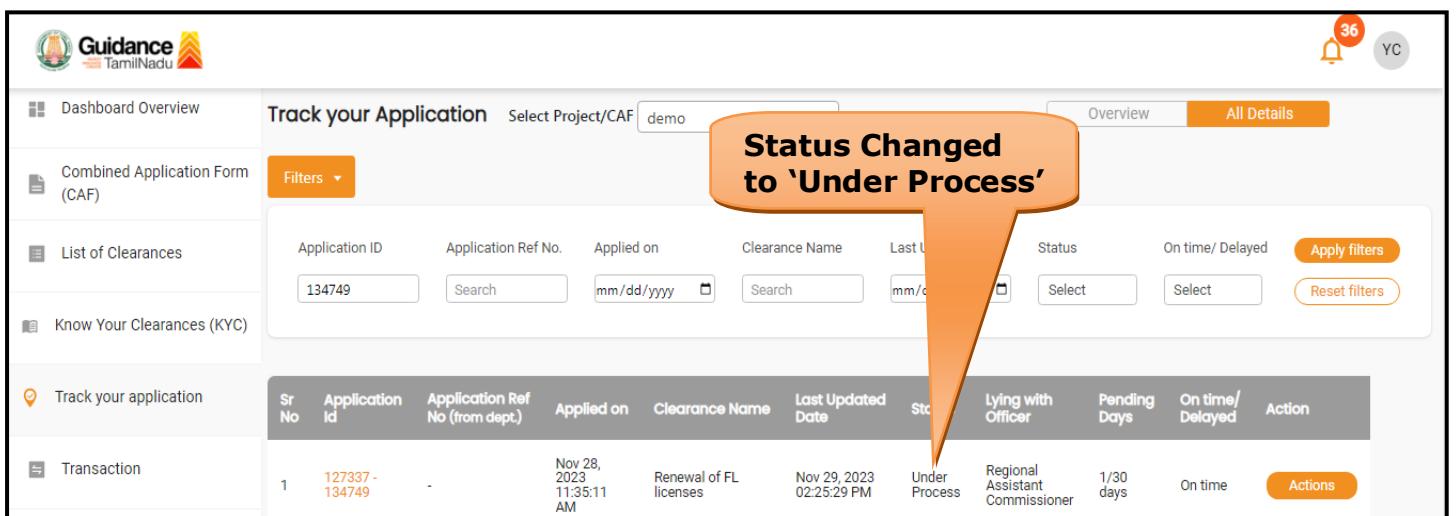 Guidance
TamilNadu
36
YC
Dashboard Overview
Combined Application Form
(CAF)
List of Clearances
Know Your Clearances (KYC)
Track your application
Transaction
Track your Application
Select Project/CAF
demo
Overview
All Details
Status Changed
to ‘Under Process’
Filters
Application ID
Application Ref No.
Applied on
Clearance Name
Last U
Status
On time/ Delayed
Apply filters
134749
Search
mm/dd/yyyy
Search
mm/d
Select
Select
Reset filters
Sr
No
Application
Id
Application Ref
No (from dept.)
Applied on
Clearance Name
Last Updated
Date
Lying with
Officer
Pending
Days
On time/
Delayed
Action
1
127337 -
134749
-
Nov 28,
2023
11:35:11
AM
Renewal of FL
licenses
Nov 29, 2023
02:25:29 PM
Under
Process
Regional
Assistant
Commissioner
1/30
days
On time
Actions